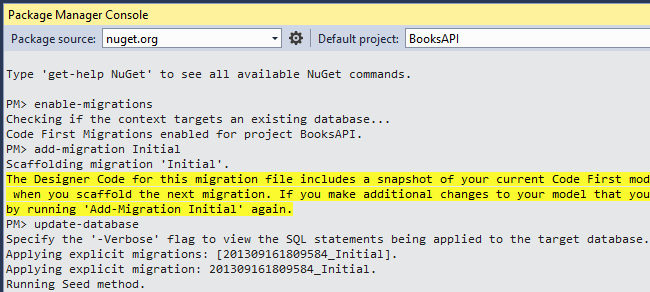 Package Manager Console
Package source: nuget.org Default project: BooksAPI
Type 'get-help NuGet' to see all available NuGet commands.
PM> enable-migrations
Checking if the context targets an existing database...
Code First Migrations enabled for project BooksAPI.
PM> add-migration Initial
Scaffolding migration 'Initial'.
The Designer Code for this migration file includes a snapshot of your current Code First mod
when you scaffold the next migration. If you make additional changes to your model that you
by running 'Add-Migration Initial' again.
PM> update-database
Specify the '-Verbose' flag to view the SQL statements being applied to the target database.
Applying explicit migrations: [201309161809584_Initial].
Applying explicit migration: 201309161809584_Initial.
Running Seed method.